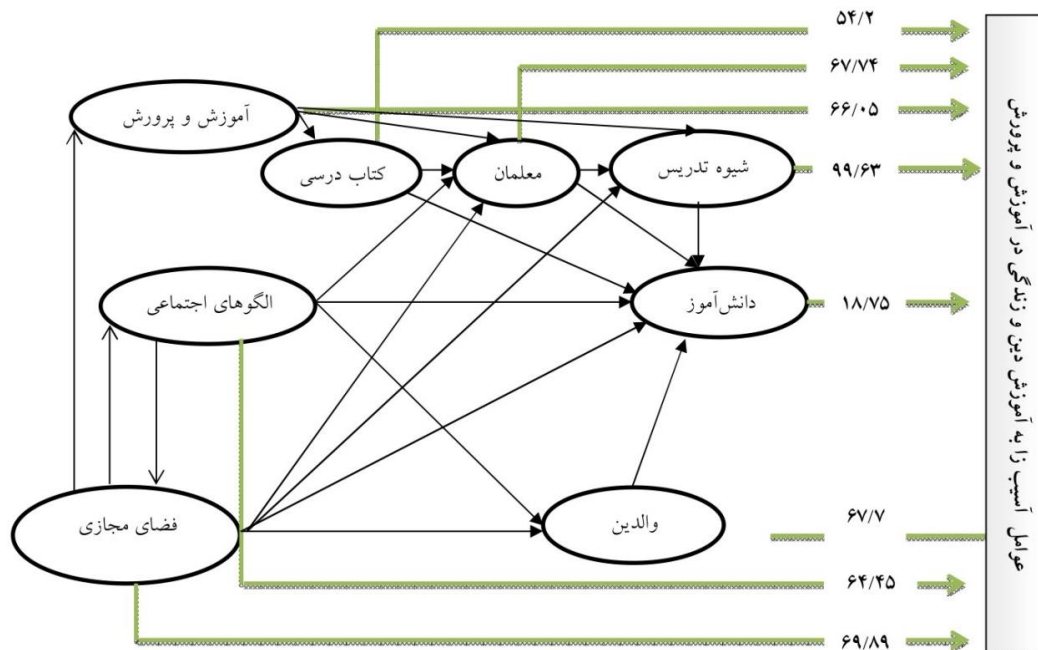 ۵۴/۲
۶۷/۷۴
۶۶/۰۵
آموزش و پرورش
کتاب درسی
معلمان
شیوه تدریس
۹۹/۶۳
الگوهای اجتماعی
دانش‌آموز
۱۸/۷۵
فضای مجازی
والدین
۶۷/۷
۶۴/۴۵
۶۹/۸۹
عوامل آسیب زا به آموزش دین و زندگی در آموزش و پرورش